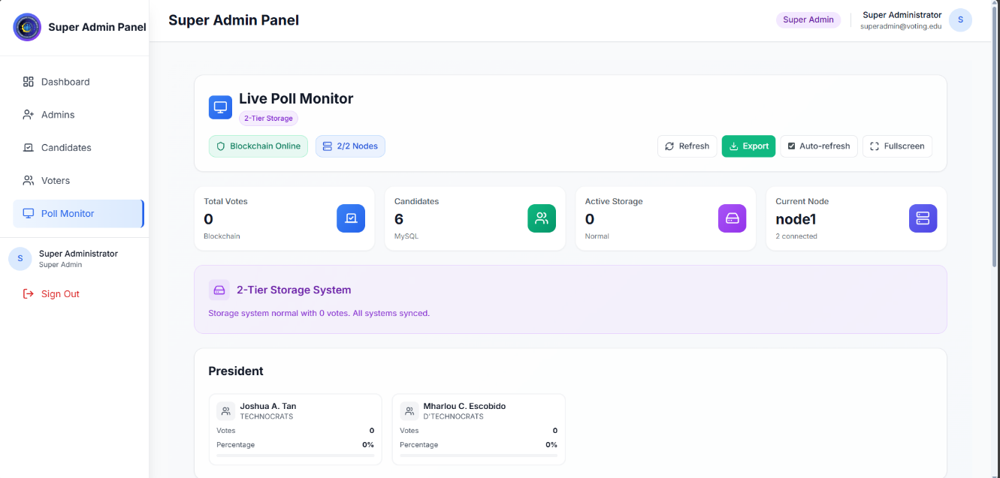 Super Admin Panel
Dashboard
Admins
Candidates
Voters
Poll Monitor
S
Super Administrator
Super Admin
Sign Out
Super Admin Panel
Super Admin
Super Administrator
superadmin@voting.edu
S
Live Poll Monitor
2-Tier Storage
Blockchain Online
2/2 Nodes
Refresh
Export
Auto-refresh
Fullscreen
Total Votes
0
Blockchain
Candidates
6
MySQL
Active Storage
0
Normal
Current Node
node1
2 connected
2-Tier Storage System
Storage system normal with 0 votes. All systems synced.
President
Joshua A. Tan
TECHNOCRATS
Votes 0
Percentage 0%
Mharlou C. Escobido
D'TECHNOCRATS
Votes 0
Percentage 0%